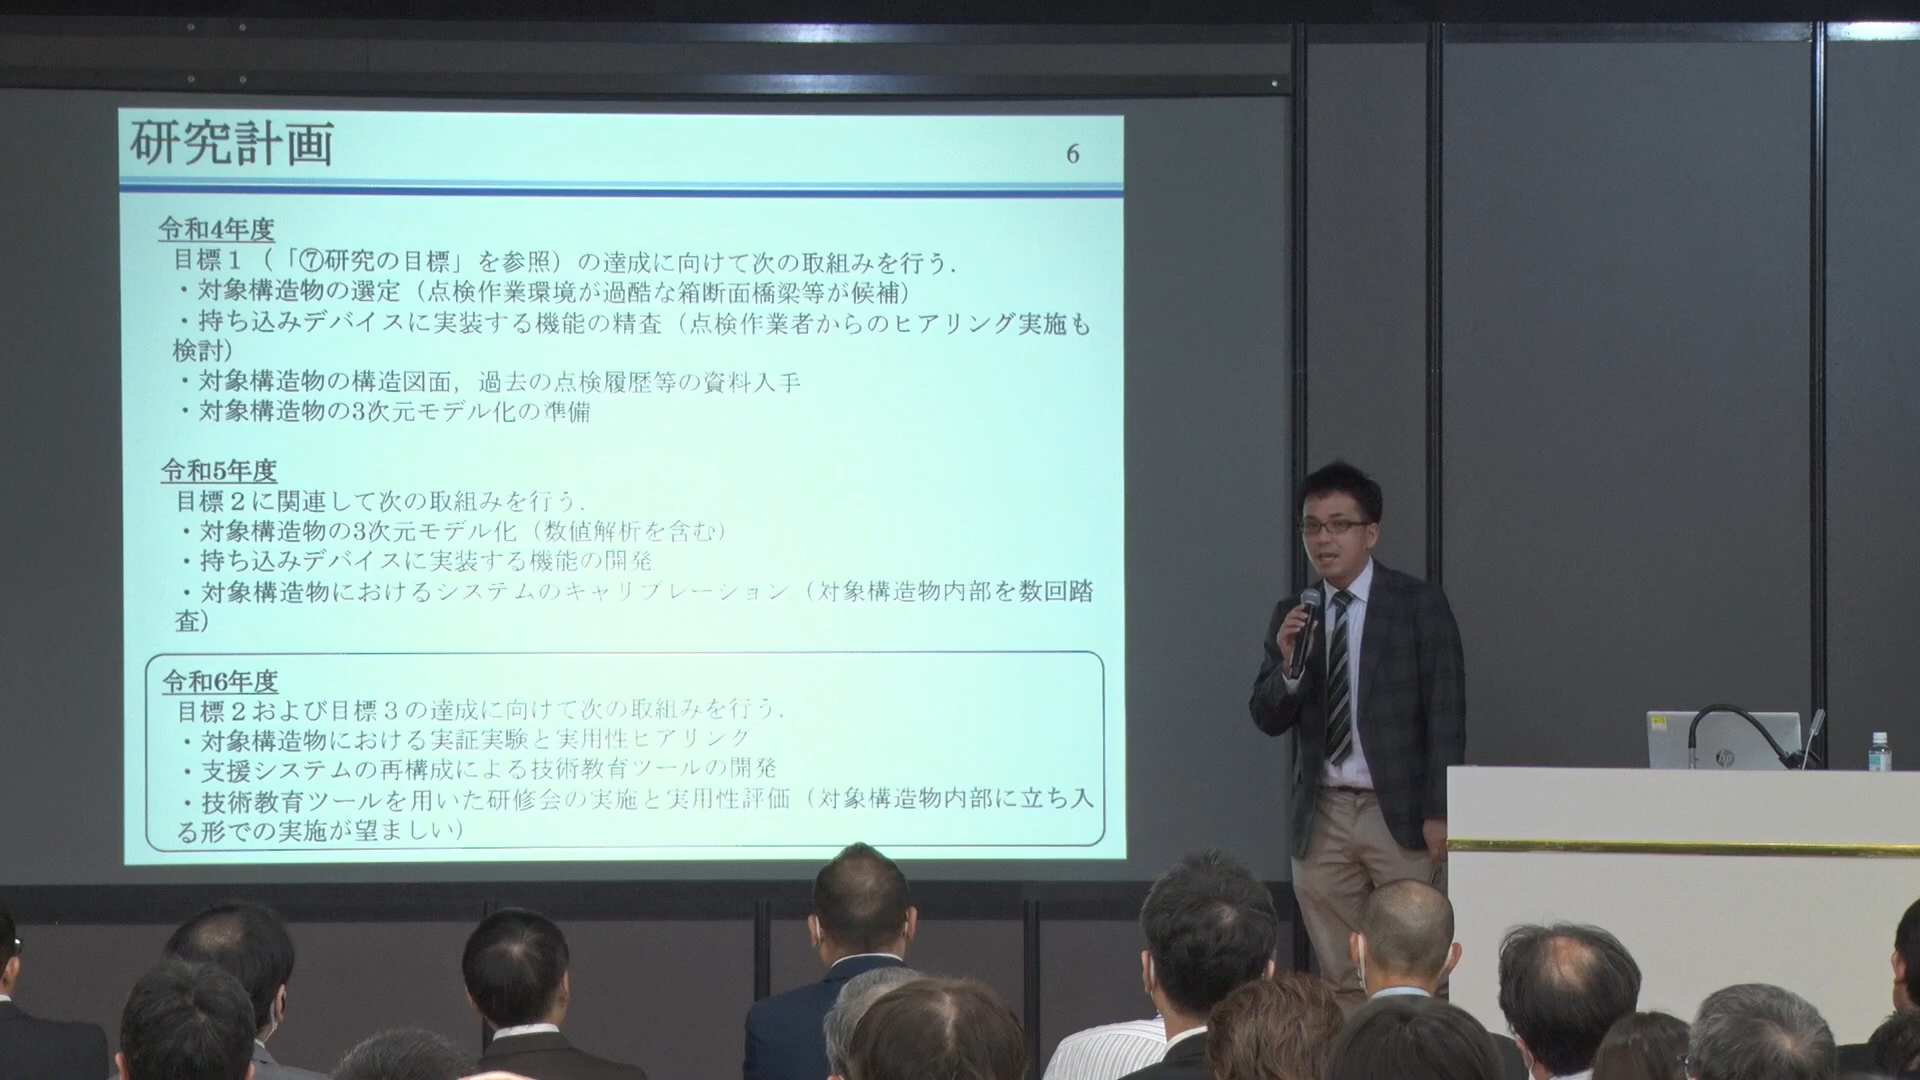 研究計画
6
令和4年度
目標１（「⑦研究の目標」を参照）の達成に向けて次の取組みを行う．
・対象構造物の選定（点検作業環境が過酷な箱断面橋梁等が候補）
・持ち込みデバイスに実装する機能の精査（点検作業者からのヒアリング実施も
検討）
・対象構造物の構造図面，過去の点検履歴等の資料入手
・対象構造物の3次元モデル化の準備
令和5年度
目標２に関連して次の取組みを行う．
・対象構造物の3次元モデル化（数値解析を含む）
・持ち込みデバイスに実装する機能の開発
・対象構造物におけるシステムのキャリブレーション（対象構造物内部を数回踏
査）
令和6年度
目標２および目標３の達成に向けて次の取組みを行う．
・対象構造物における実証実験と実用性ヒアリング
・支援システムの再構成による技術教育ツールの開発
・技術教育ツールを用いた研修会の実施と実用性評価（対象構造物内部に立ち入
る形での実施が望ましい）
hp